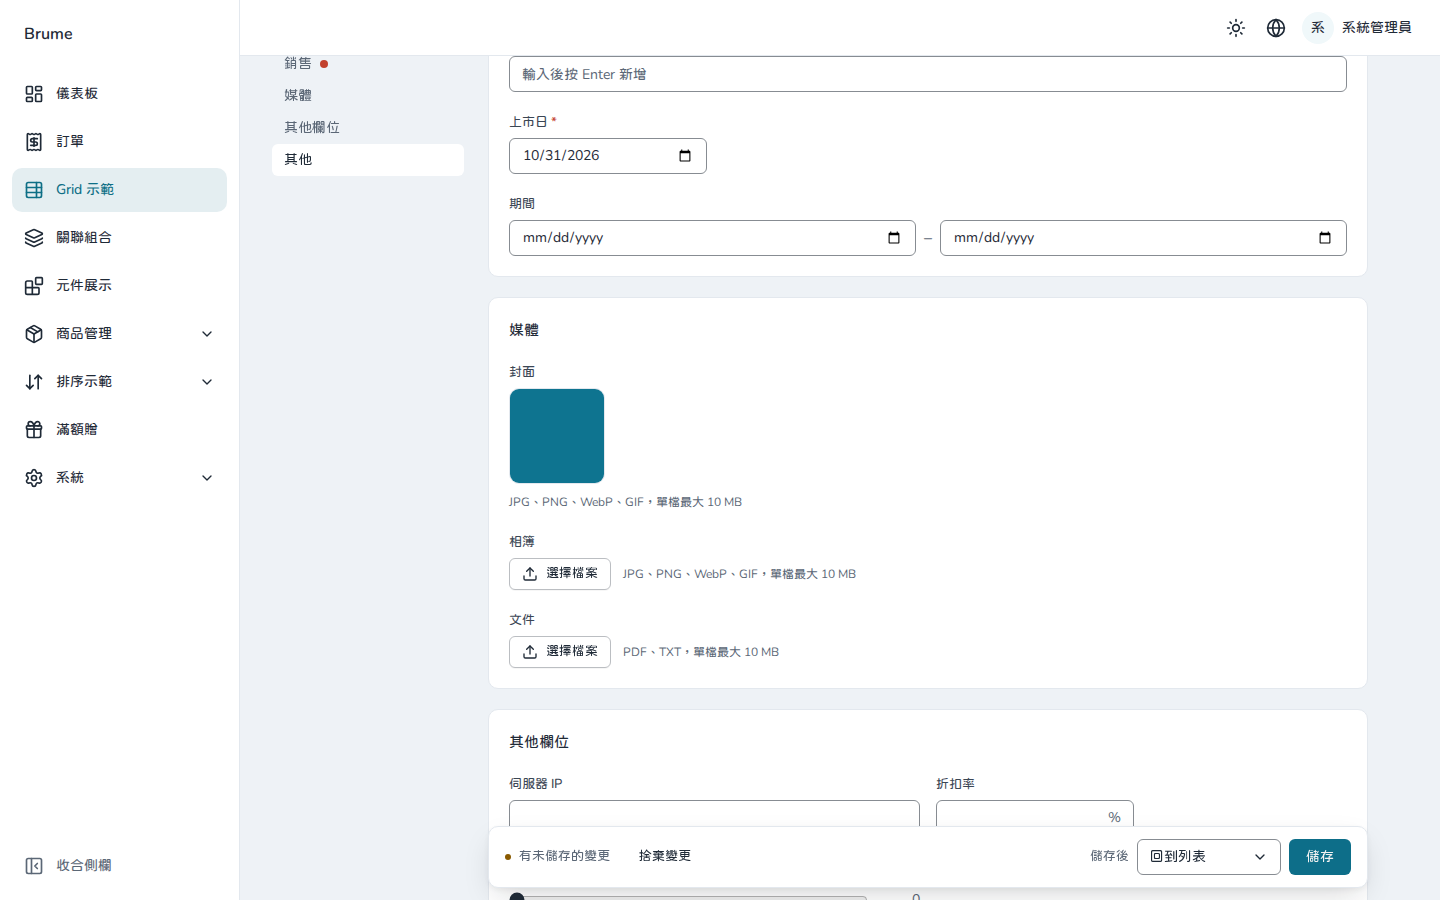 Brume
系 系統管理員
儀表板
訂單
Grid 示範
關聯組合
元件展示
商品管理
排序示範
滿額贈
系統
收合側欄
銷售
媒體
其他欄位
其他
輸入後按 Enter 新增
上市日 *
10/31/2026
期間
mm/dd/yyyy – mm/dd/yyyy
媒體
封面
JPG、PNG、WebP、GIF，單檔最大 10 MB
相簿
選擇檔案 JPG、PNG、WebP、GIF，單檔最大 10 MB
文件
選擇檔案 PDF、TXT，單檔最大 10 MB
其他欄位
伺服器 IP 折扣率
%
有未儲存的變更 捨棄變更 儲存後 回到列表 儲存
0